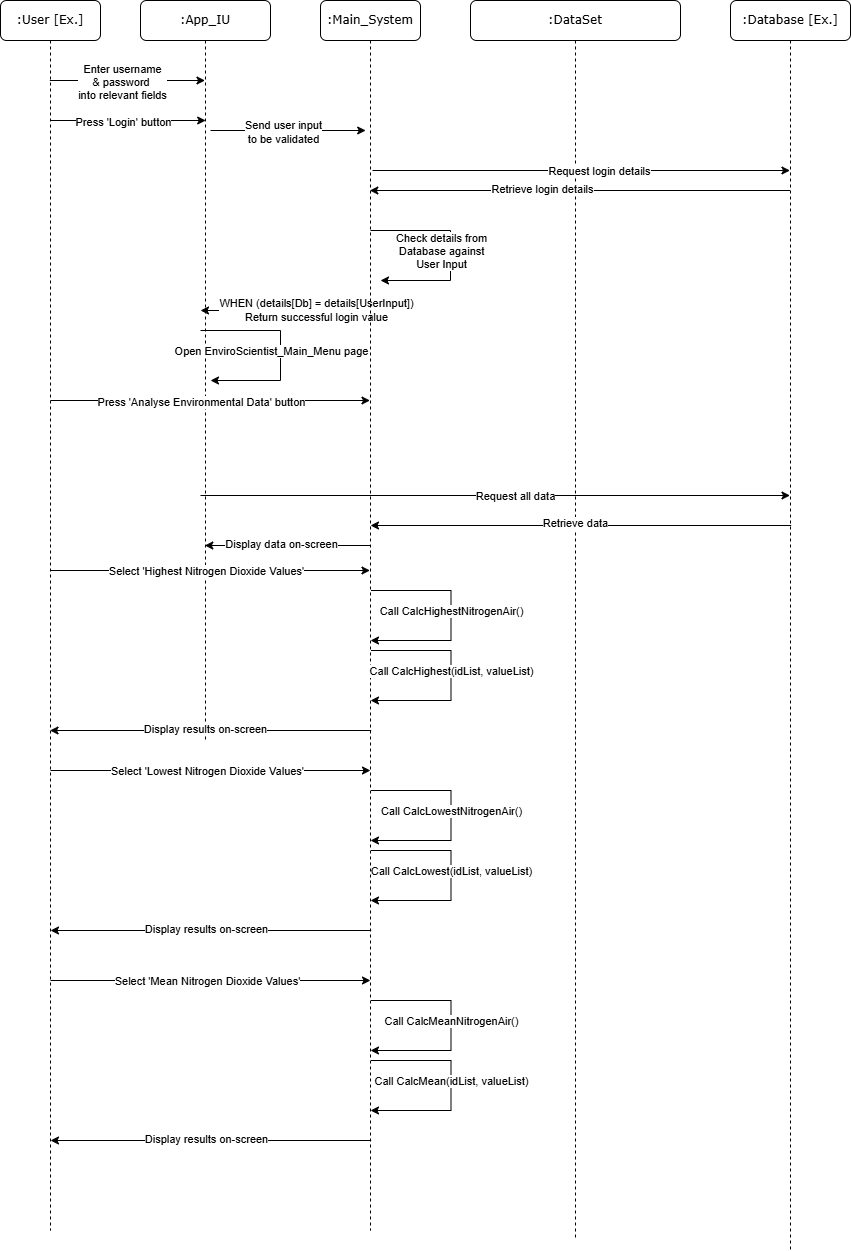 :User [Ex.]
:App_IU
:Main_System
:DataSet
:Database [Ex.]
Enter username
& password
into relevant fields
Press 'Login' button
Send user input
to be validated
Request login details
Retrieve login details
Check details from
Database against
User Input
WHEN (details[Db] = details[UserInput])
Return successful login value
Open EnviroScientist_Main_Menu page
Press 'Analyse Environmental Data' button
Request all data
Retrieve data
Display data on-screen
Select 'Highest Nitrogen Dioxide Values'
Call CalcHighestNitrogenAir()
Call CalcHighest(idList, valueList)
Display results on-screen
Select 'Lowest Nitrogen Dioxide Values'
Call CalcLowestNitrogenAir()
Call CalcLowest(idList, valueList)
Display results on-screen
Select 'Mean Nitrogen Dioxide Values'
Call CalcMeanNitrogenAir()
Call CalcMean(idList, valueList)
Display results on-screen